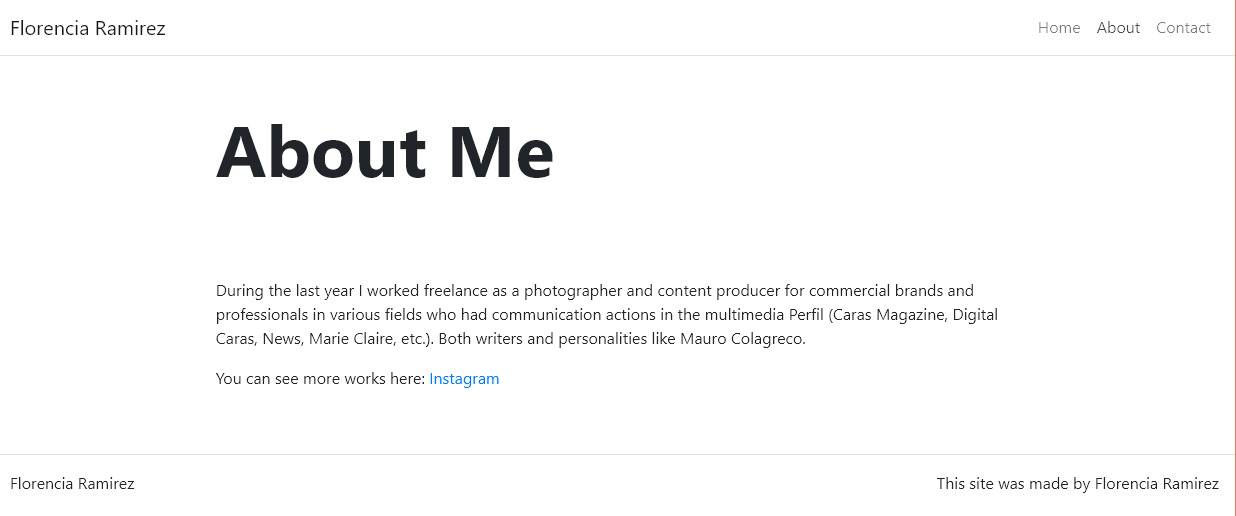 Florencia Ramirez
Home About Contact
About Me
During the last year I worked freelance as a photographer and content producer for commercial brands and
professionals in various fields who had communication actions in the multimedia Perfil (Caras Magazine, Digital
Caras, News, Marie Claire, etc.). Both writers and personalities like Mauro Colagreco.
You can see more works here: Instagram
Florencia Ramirez
This site was made by Florencia Ramirez